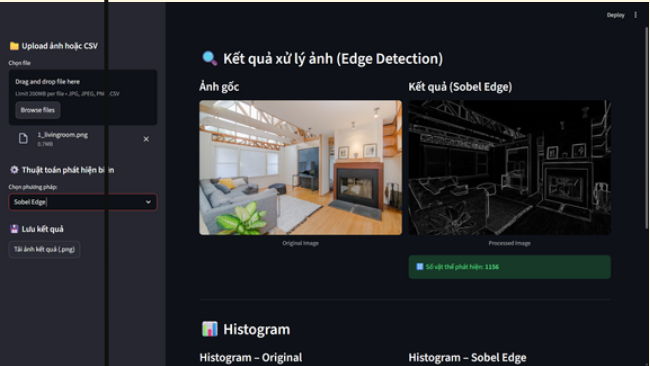 Deploy
Upload ảnh hoặc CSV
Chọn file
Drag and drop file here
Limit 200MB per file • JPG, JPEG, PNG, CSV
Browse files
1_livingroom.png
0.7MB
Thuật toán phát hiện biên
Chọn phương pháp:
Sobel Edge
Lưu kết quả
Tải ảnh kết quả (.png)
Kết quả xử lý ảnh (Edge Detection)
Ảnh gốc
Kết quả (Sobel Edge)
Original Image
Processed Image
Số vật thể phát hiện: 1156
Histogram
Histogram – Original
Histogram – Sobel Edge